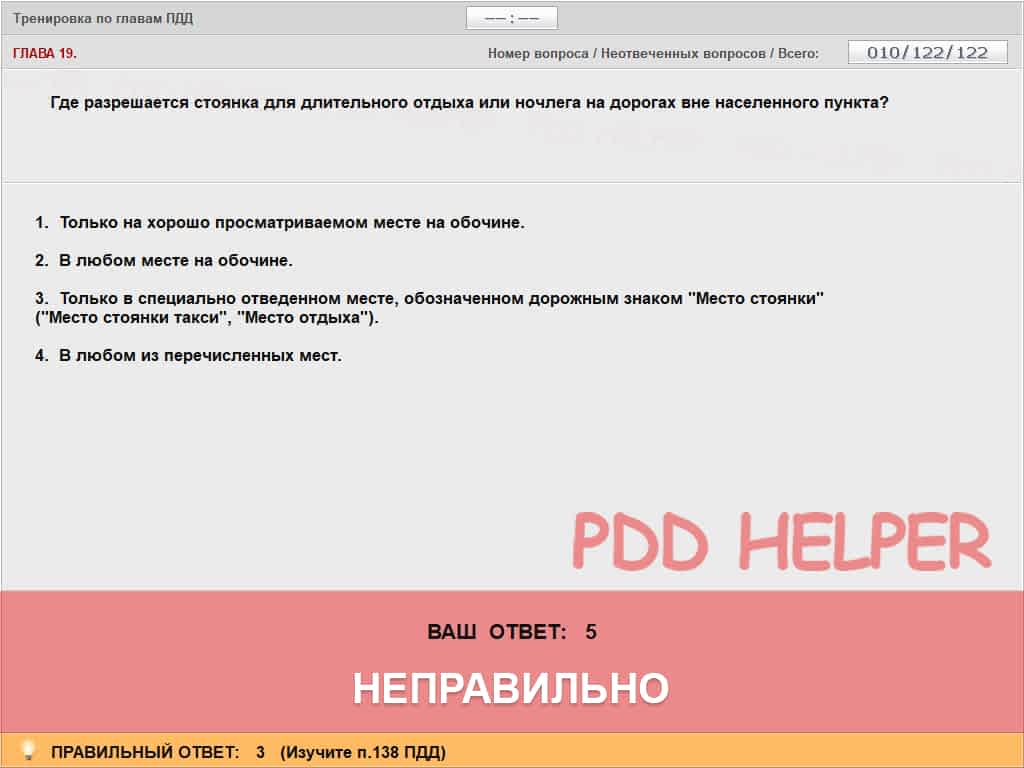 Тренировка по главам ПДД
–– : ––
ГЛАВА 19.
Номер вопроса / Неотвеченных вопросов / Всего:
010/122/122
Где разрешается стоянка для длительного отдыха или ночлега на дорогах вне населенного пункта?
1. Только на хорошо просматриваемом месте на обочине.
2. В любом месте на обочине.
3. Только в специально отведенном месте, обозначенном дорожным знаком "Место стоянки"
("Место стоянки такси", "Место отдыха").
4. В любом из перечисленных мест.
PDD HELPER
ВАШ ОТВЕТ: 5
НЕПРАВИЛЬНО
ПРАВИЛЬНЫЙ ОТВЕТ: 3 (Изучите п.138 ПДД)